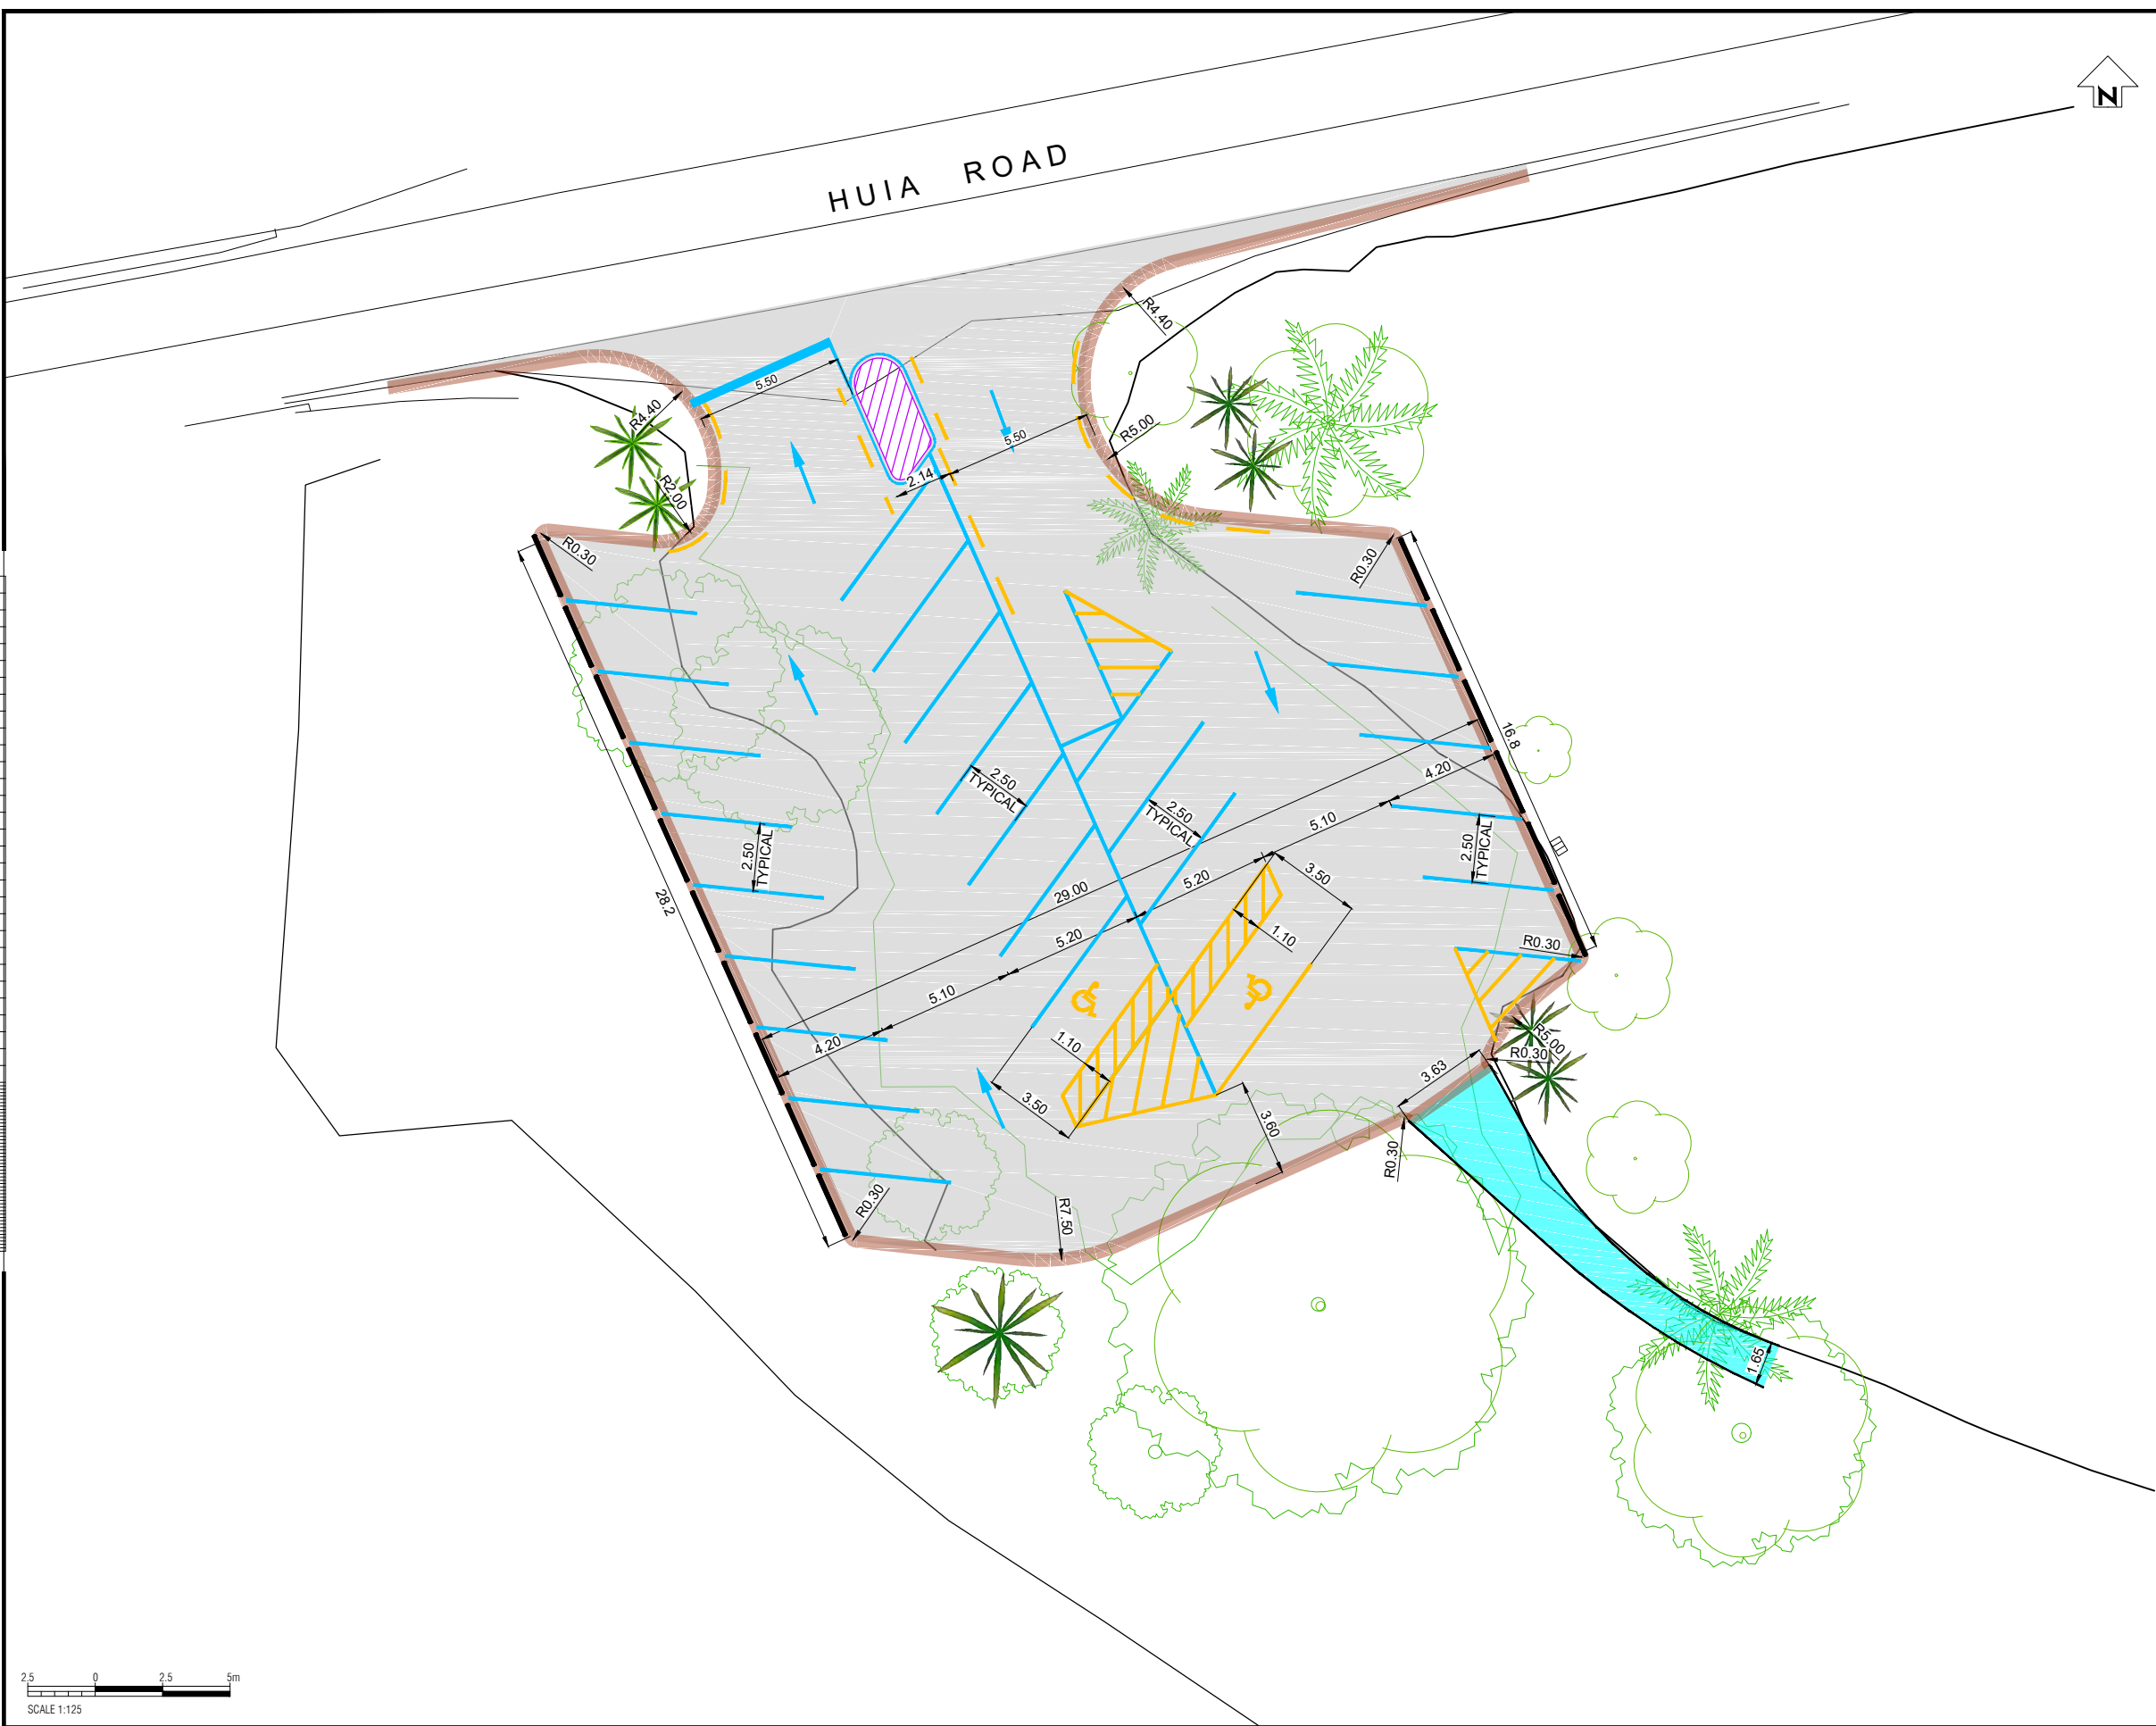 N
HUIA ROAD
R4.40
5.50
R4.40
5.50
R5.00
2.14
R2.00
R0.30
R0.30
16.8
2.50
TYPICAL
4.20
2.50
TYPICAL
5.10
2.50
TYPICAL
2.50
TYPICAL
3.50
5.20
29.00
28.2
1.10
5.20
R0.30
5.10
R5.00
4.20
1.10
R0.30
3.63
3.50
3.60
R0.30
R0.30
R7.50
1.65
2.5 0 2.5 5m
SCALE 1:125